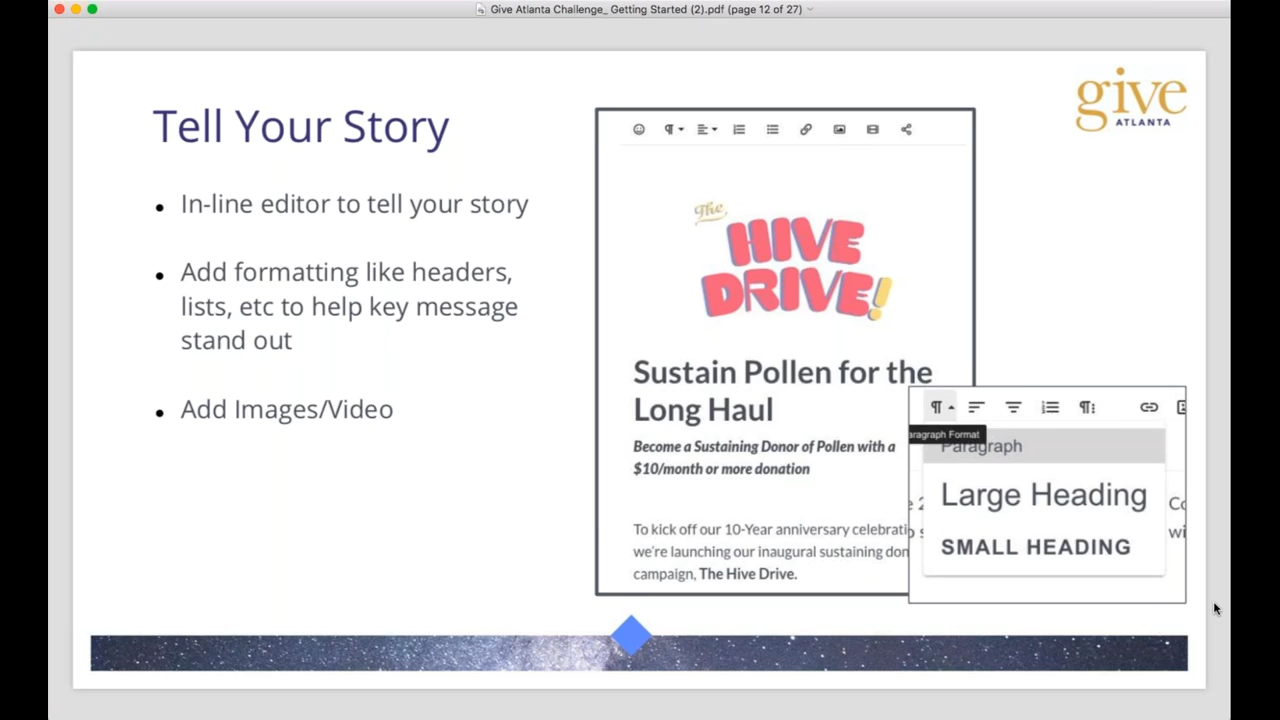 Give Atlanta Challenge_ Getting Started (2).pdf (page 12 of 27)
give
ATLANTA
Tell Your Story
• In-line editor to tell your story
• Add formatting like headers,
lists, etc to help key message
stand out
• Add Images/Video
The
HIVE
DRIVE!
Sustain Pollen for the
Long Haul
Become a Sustaining Donor of Pollen with a
$10/month or more donation
To kick off our 10-Year anniversary celebrati
we're launching our inaugural sustaining don
campaign, The Hive Drive.
aragraph Format
Paragraph
Large Heading
SMALL HEADING